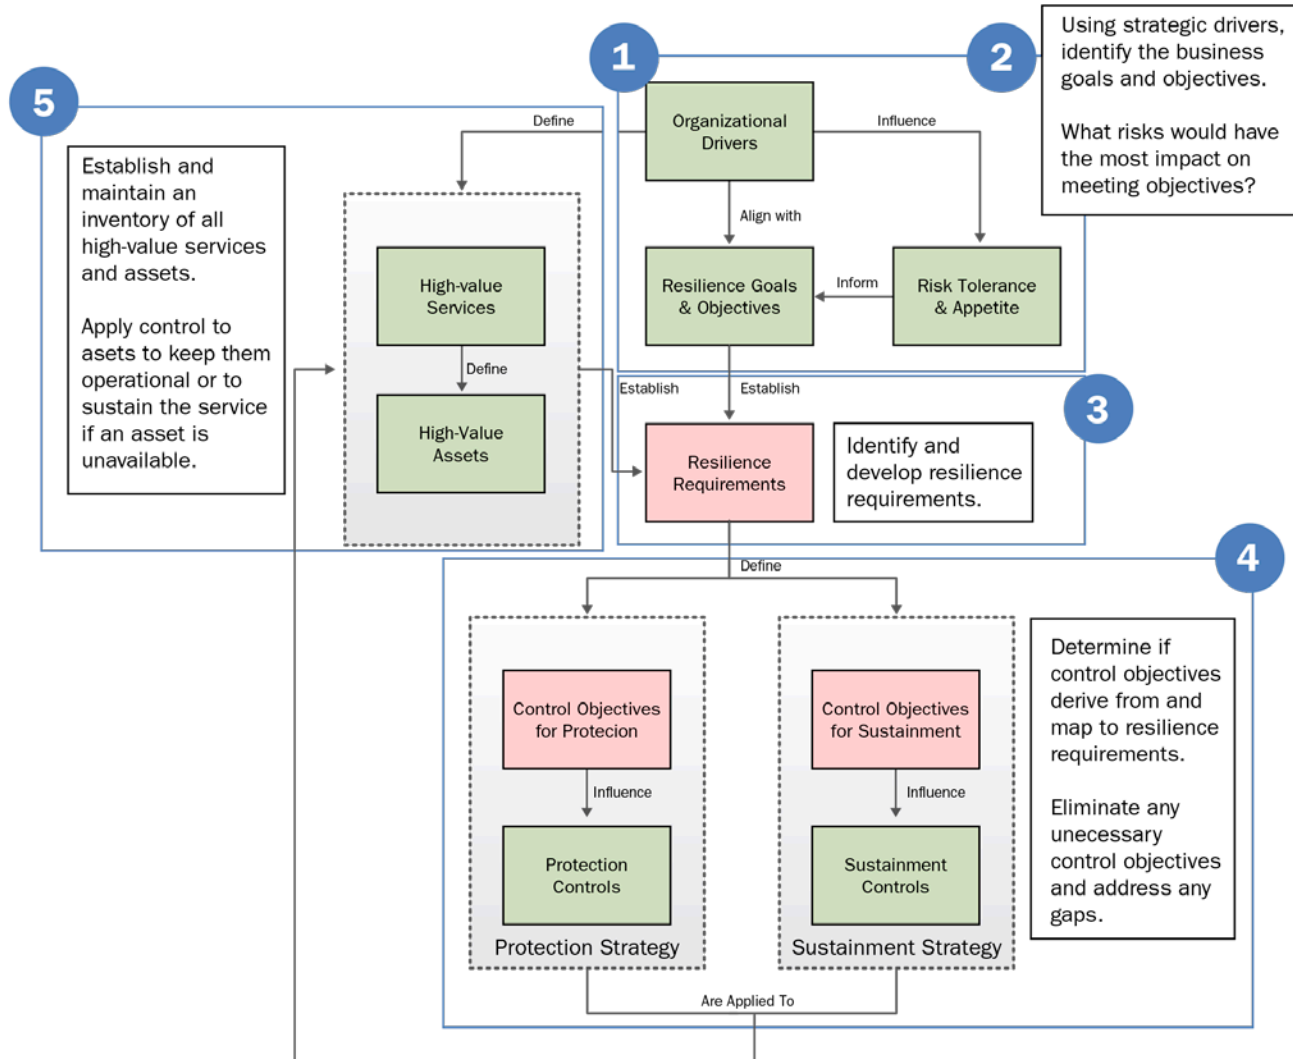 1
2
Using strategic drivers,
identify the business
goals and objectives.
What risks would have
the most impact on
meeting objectives?
5
Define
Organizational
Drivers
Influence
Establish and
maintain an
inventory of all
high-value services
and assets.
Apply control to
asets to keep them
operational or to
sustain the service
if an asset is
unavailable.
Align with
High-value
Services
Resilience Goals
& Objectives
Inform
Risk Tolerance
& Appetite
Define
High-Value
Assets
Establish
Establish
3
Resilience
Requirements
Identify and
develop resilience
requirements.
Define
4
Control Objectives
for Protecion
Influence
Protection
Controls
Protection Strategy
Control Objectives
for Sustainment
Influence
Sustainment
Controls
Sustainment Strategy
Determine if
control objectives
derive from and
map to resilience
requirements.
Eliminate any
unecessary
control objectives
and address any
gaps.
Are Applied To